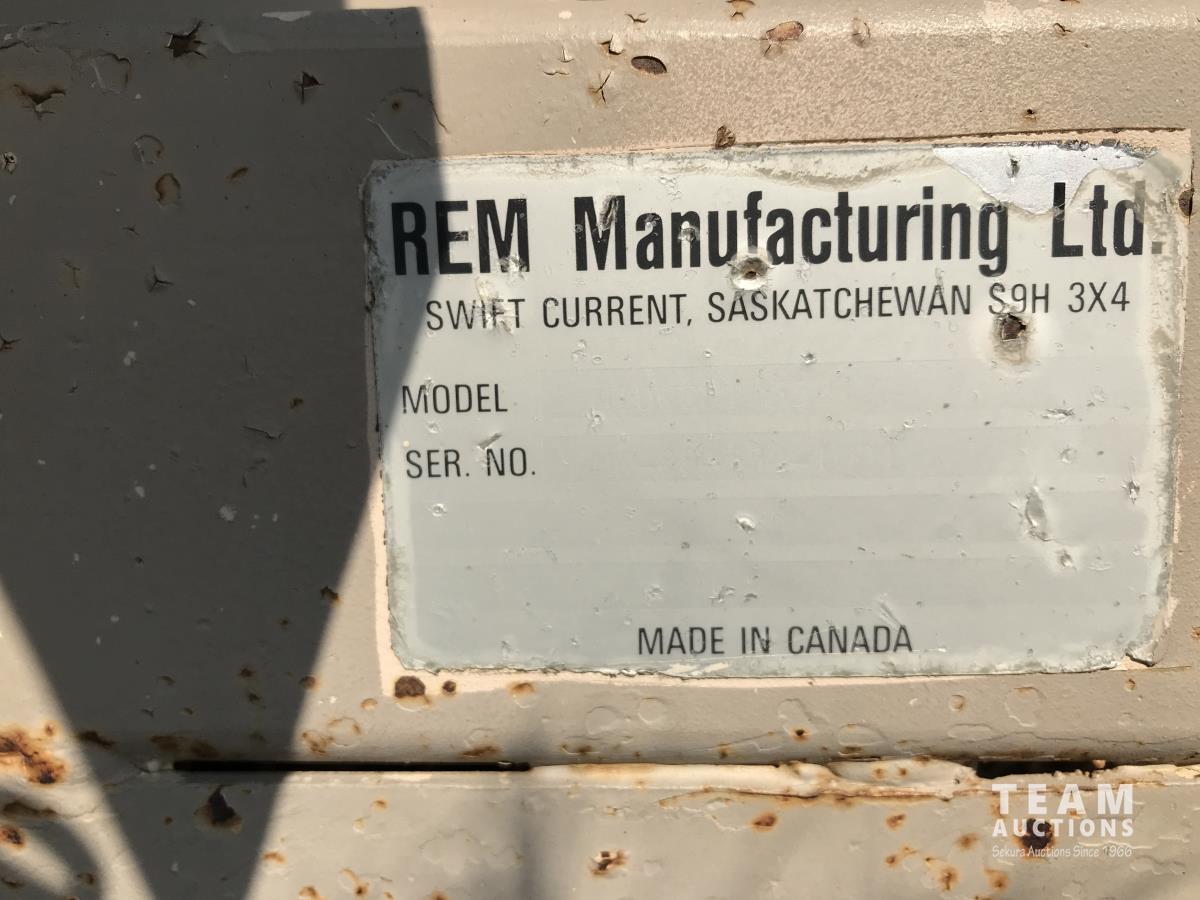 REM Manufacturing Ltd.
SWIFT CURRENT, SASKATCHEWAN S9H 3X4
MODEL
SER. NO.
MADE IN CANADA
TEAM
AUCTIONS
Sekura Auctions Since 1966